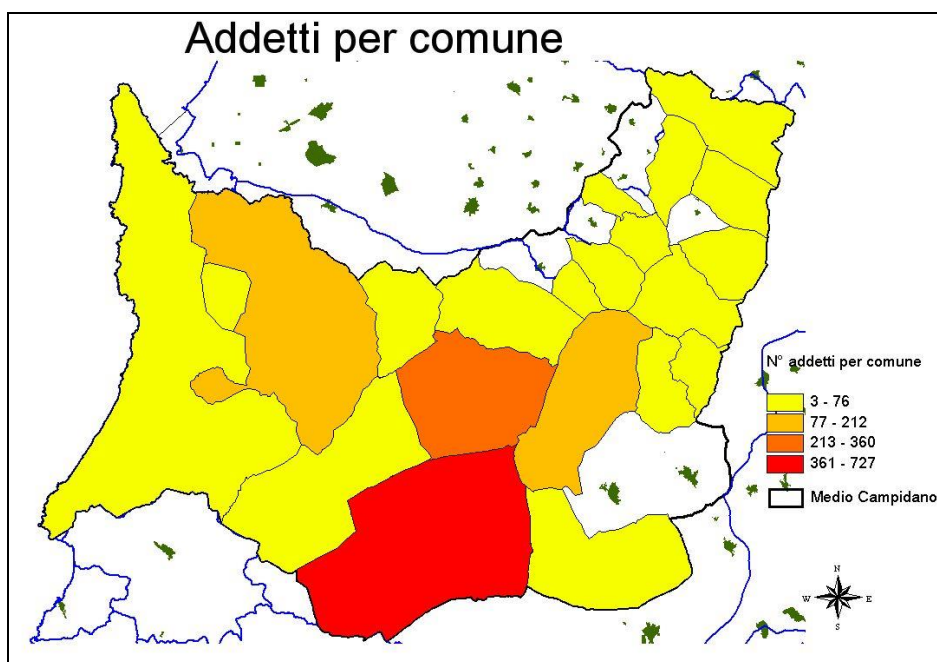 Addetti per comune
N° addetti per comune
3 - 76
77 - 212
213 - 360
361 - 727
Medio Campidano
N
W E
S